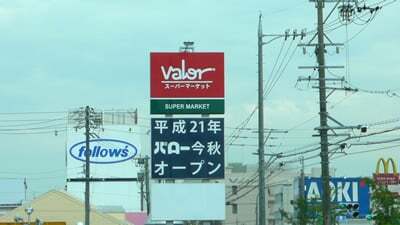 valor
スーパーマーケット
SUPER MARKET
平成21年
バロー今秋
オープン
follows
AOKI